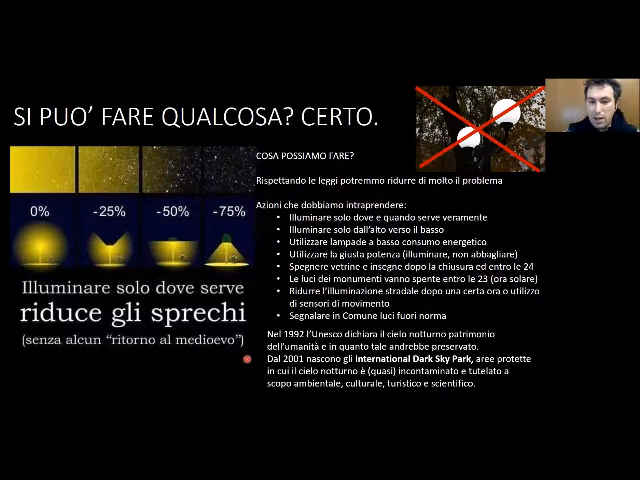 SI PUO' FARE QUALCOSA? CERTO.
0% -25% -50% -75%
Illuminare solo dove serve
riduce gli sprechi
(senza alcun "ritorno al medioevo")
COSA POSSIAMO FARE?
Rispettando le leggi potremmo ridurre di molto il problema
Azioni che dobbiamo intraprendere:
• Illuminare solo dove e quando serve veramente
• Illuminare solo dall'alto verso il basso
• Utilizzare lampade a basso consumo energetico
• Utilizzare la giusta potenza (illuminare, non abbagliare)
• Spegnere vetrine e insegne dopo la chiusura ed entro le 24
• Le luci dei monumenti vanno spente entro le 23 (ora solare)
• Ridurre l'illuminazione stradale dopo una certa ora o utilizzo
di sensori di movimento
• Segnalare in Comune luci fuori norma
Nel 1992 l'Unesco dichiara il cielo notturno patrimonio
dell'umanità e in quanto tale andrebbe preservato.
Dal 2001 nascono gli International Dark Sky Park, aree protette
in cui il cielo notturno è (quasi) incontaminato e tutelato a
scopo ambientale, culturale, turistico e scientifico.